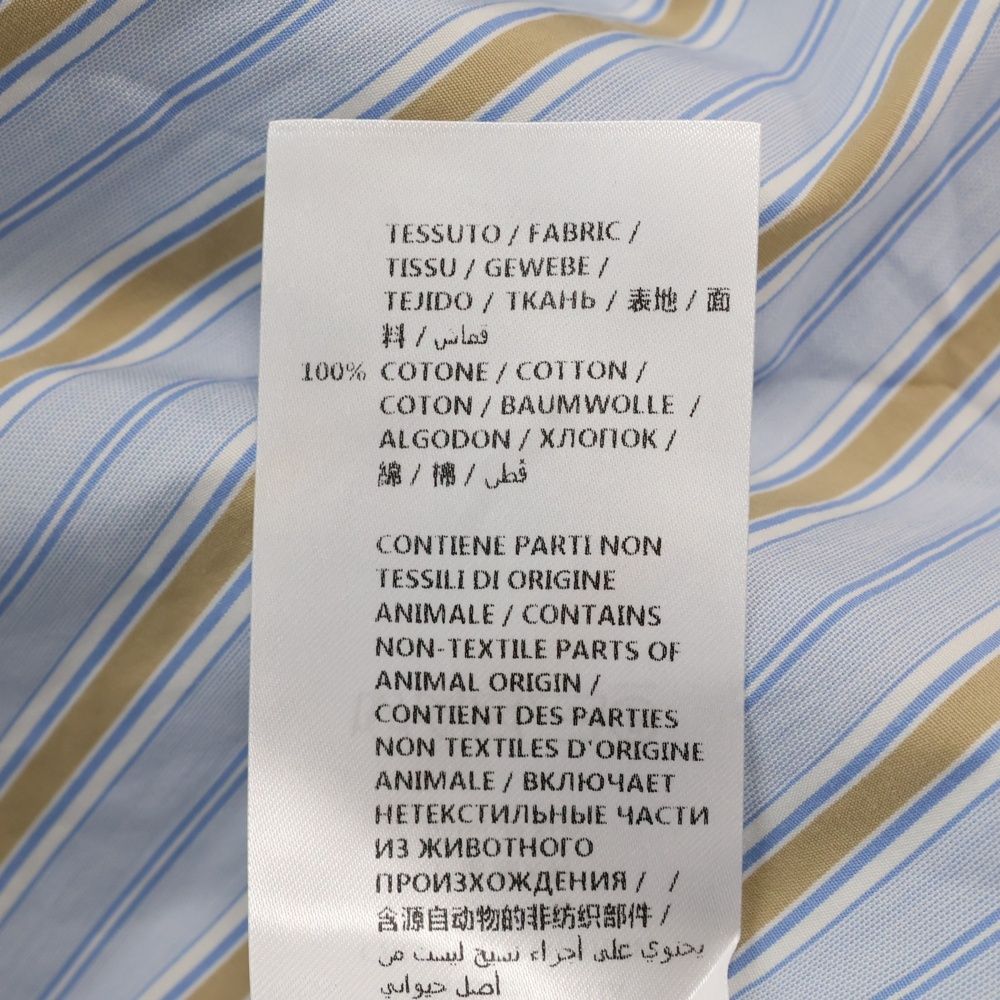 TESSUTO / FABRIC /
TISSU / GEWEBE /
TEJIDO / ТКАНЬ / 表地 / 面
料 / قماش
100% COTONE / COTTON /
COTON / BAUMWOLLE /
ALGODON / ХЛОПОК /
綿 / 棉 / قطن
CONTIENE PARTI NON
TESSILI DI ORIGINE
ANIMALE / CONTAINS
NON-TEXTILE PARTS OF
ANIMAL ORIGIN /
CONTIENT DES PARTIES
NON TEXTILES D'ORIGINE
ANIMALE / ВКЛЮЧАЕТ
НЕТЕКСТИЛЬНЫЕ ЧАСТИ
ИЗ ЖИВОТНОГО
ПРОИЗХОЖДЕНИЯ / /
含源自动物的非纺织部件 /
يحتوي على أجزاء نسيج ليست من
أصل حيواني